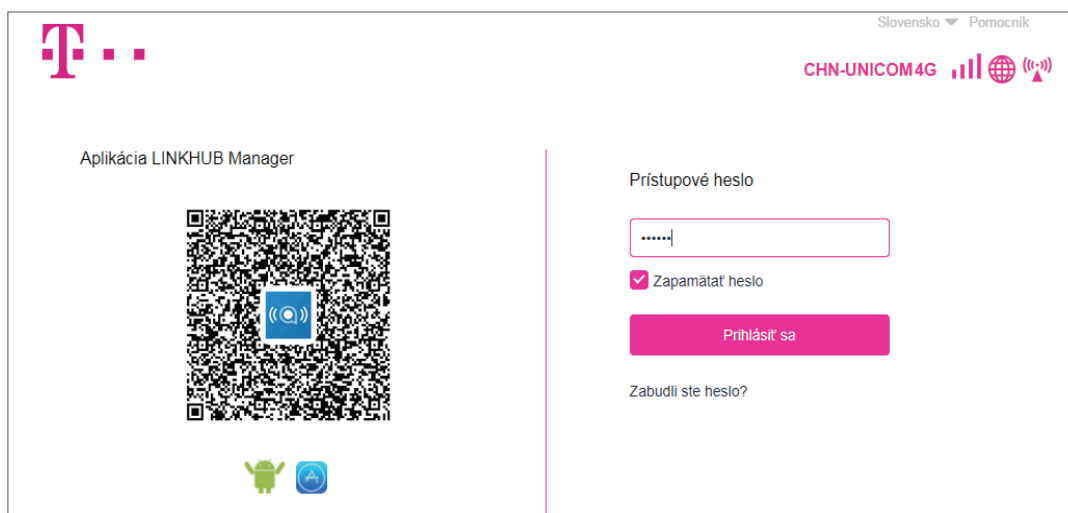 Slovensko Pomocník
T
CHN-UNICOM4G
Aplikácia LINKHUB Manager
Prístupové heslo
••••••
Zapamätať heslo
Prihlásiť sa
Zabudli ste heslo?